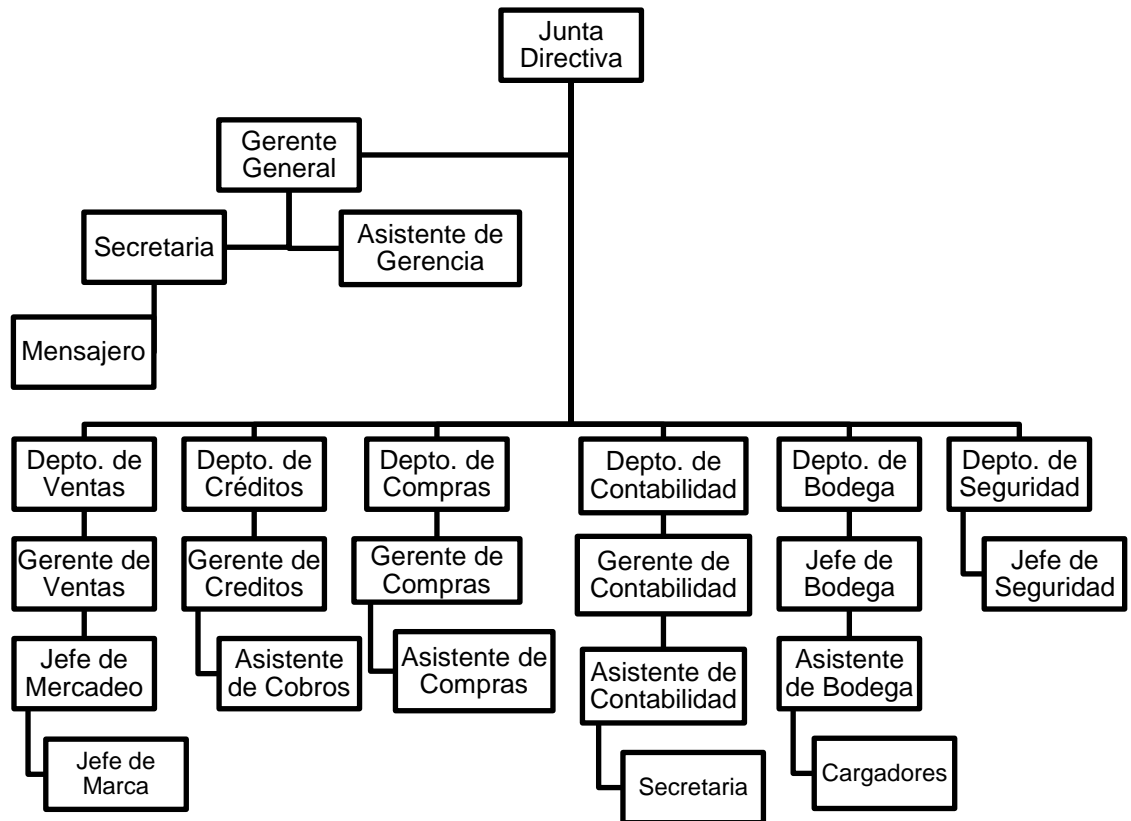 Junta
Directiva
Gerente
General
Secretaria
Asistente de
Gerencia
Mensajero
Depto. de
Ventas
Depto. de
Créditos
Depto. de
Compras
Depto. de
Contabilidad
Depto. de
Bodega
Depto. de
Seguridad
Gerente de
Ventas
Gerente de
Creditos
Gerente de
Compras
Gerente de
Contabilidad
Jefe de
Bodega
Jefe de
Seguridad
Jefe de
Mercadeo
Asistente
de Cobros
Asistente de
Compras
Asistente de
Contabilidad
Asistente
de Bodega
Jefe de
Marca
Secretaria
Cargadores